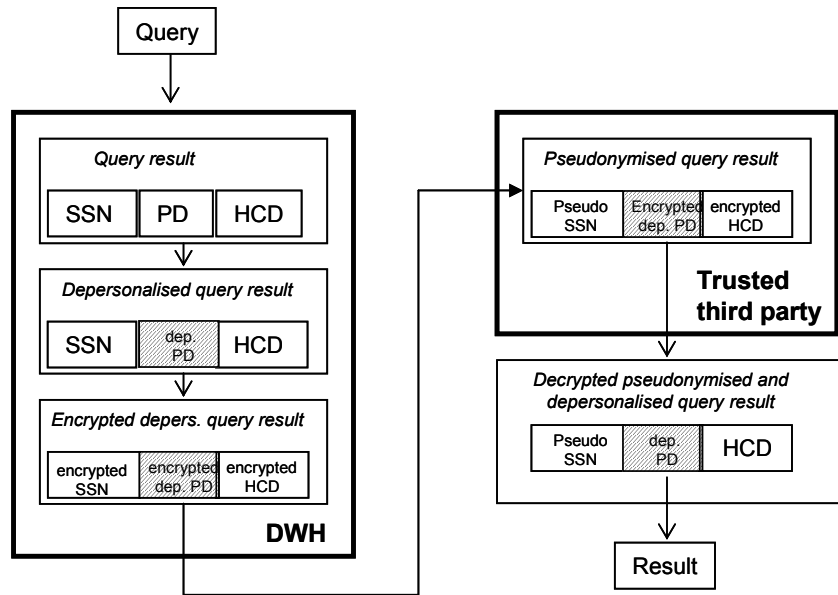 Query
Query result
SSN PD HCD
Depersonalised query result
SSN dep. PD HCD
Encrypted depers. query result
encrypted SSN encrypted dep. PD encrypted HCD
DWH
Pseudonymised query result
Pseudo SSN Encrypted dep. PD encrypted HCD
Trusted
third party
Decrypted pseudonymised and
depersonalised query result
Pseudo SSN dep. PD HCD
Result